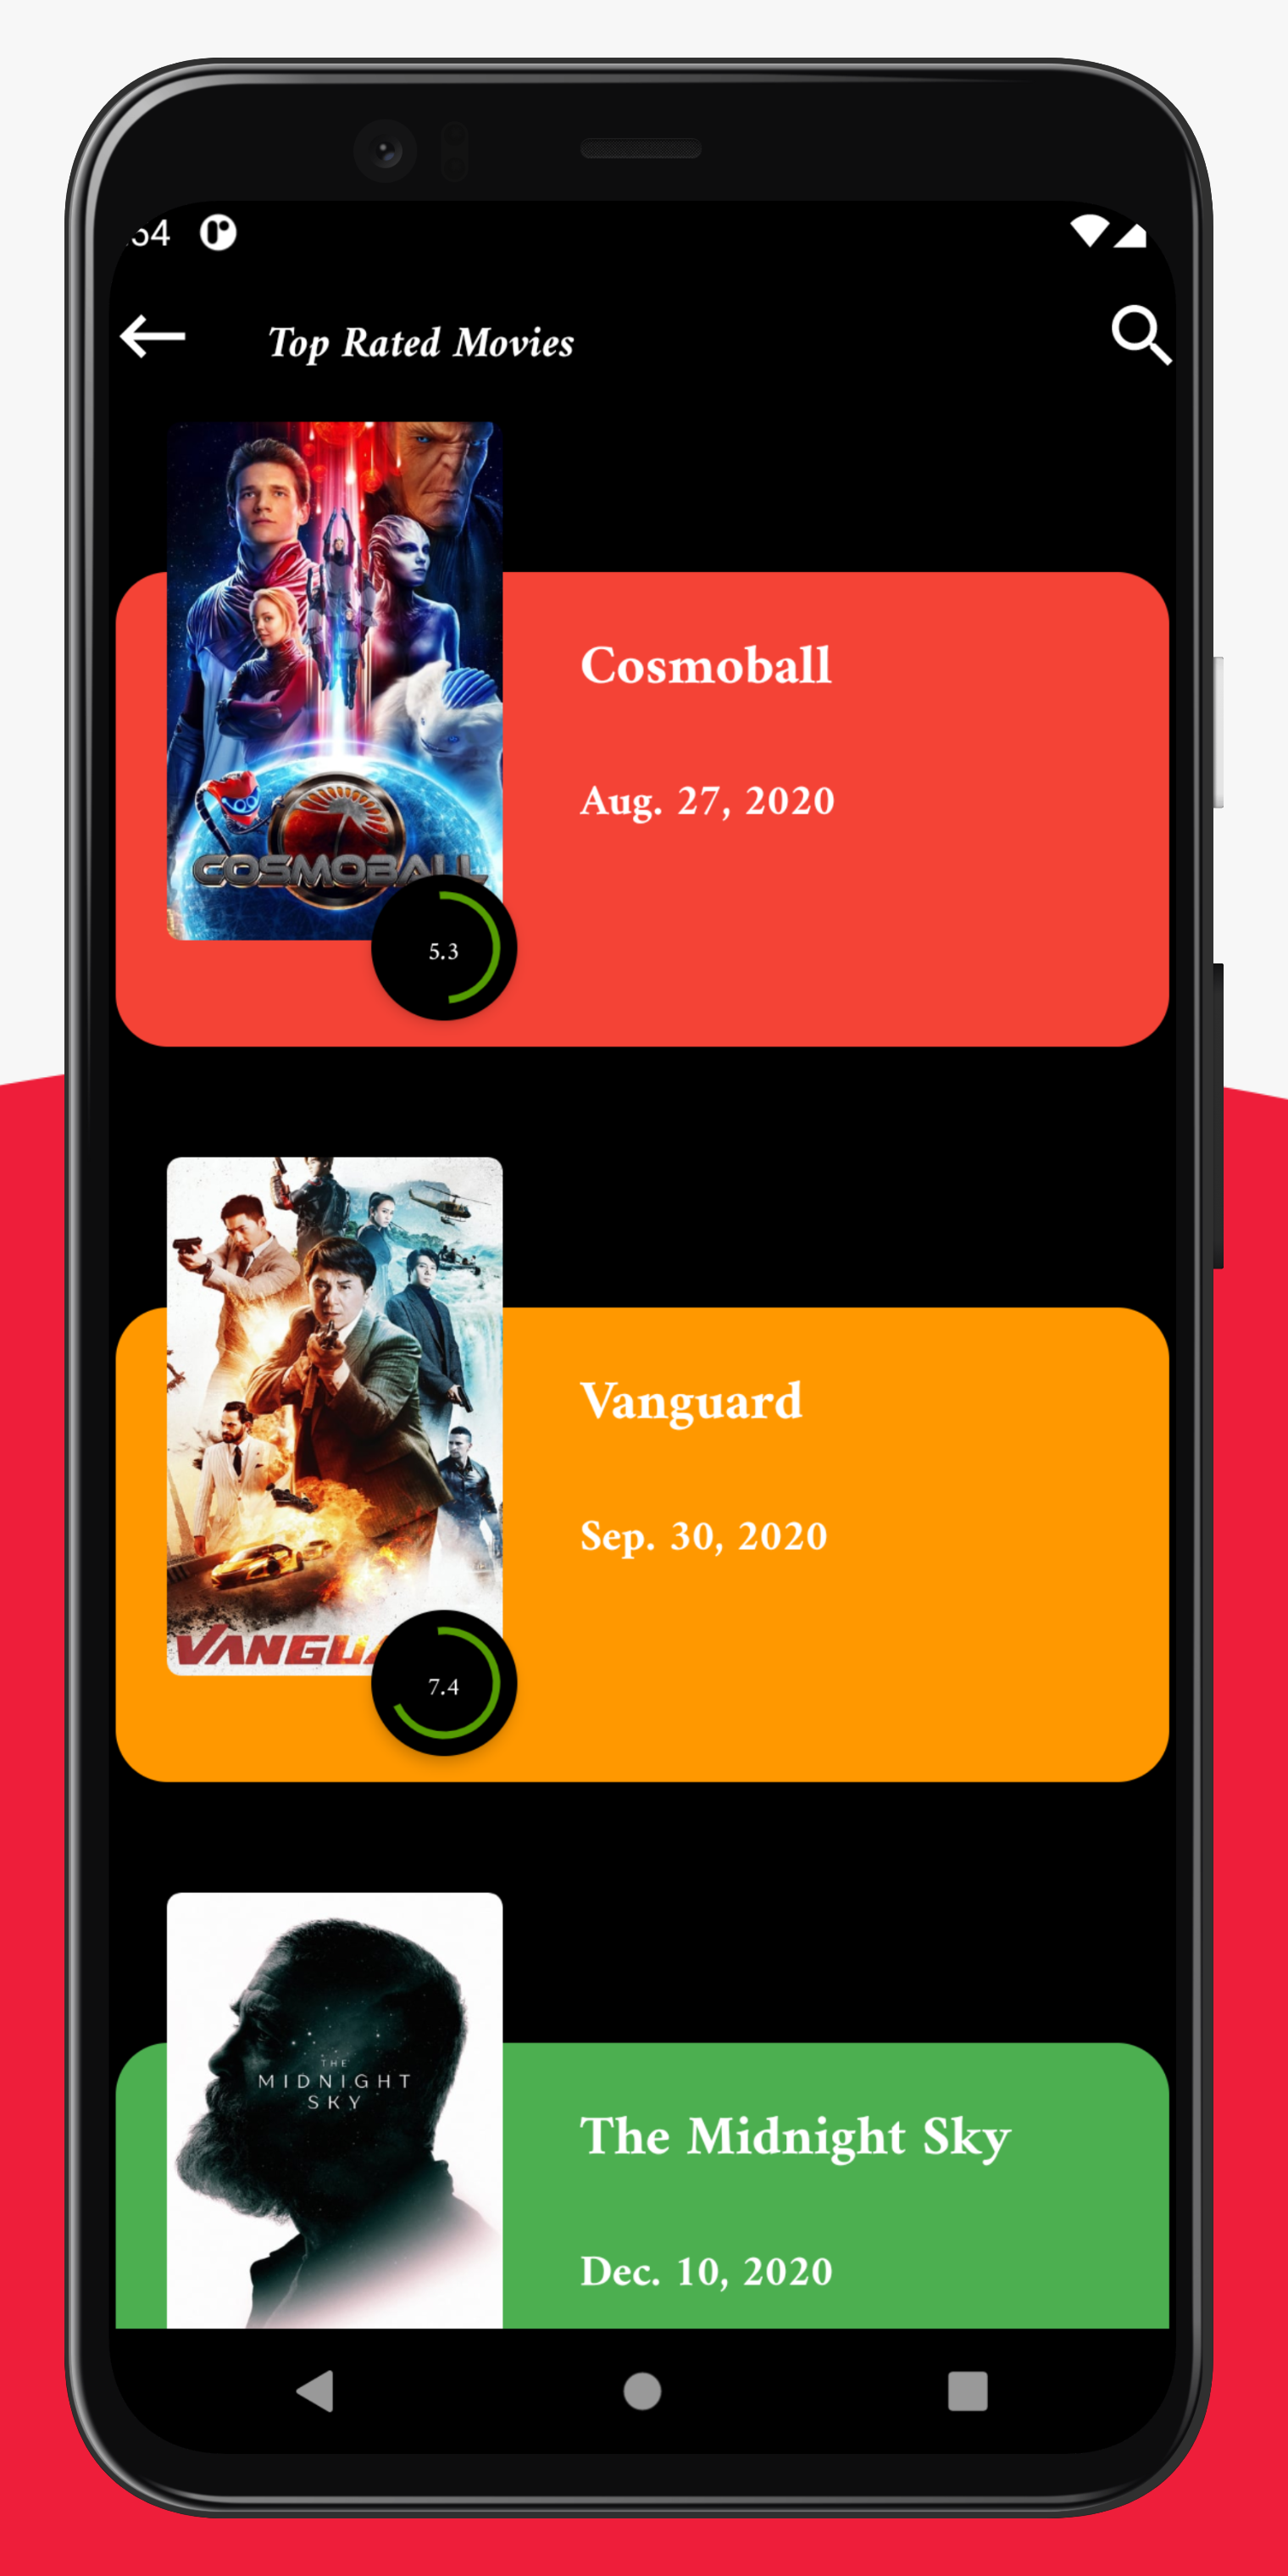 54
Top Rated Movies
COSMOBALL
Cosmoball
Aug. 27, 2020
5.3
VANGUA
Vanguard
Sep. 30, 2020
7.4
THE
MIDNIGHT
SKY
The Midnight Sky
Dec. 10, 2020